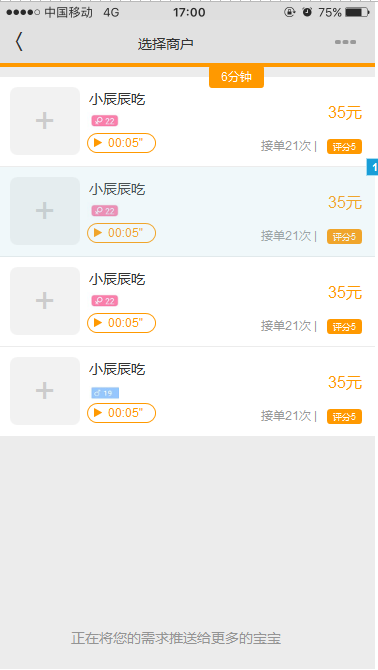 中国移动 4G 17:00 75%
选择商户
6分钟
小辰辰吃
22
35元
00:05"
接单21次 | 评分5
1
小辰辰吃
22
35元
00:05"
接单21次 | 评分5
小辰辰吃
22
35元
00:05"
接单21次 | 评分5
小辰辰吃
19
35元
00:05"
接单21次 | 评分5
正在将您的需求推送给更多的宝宝